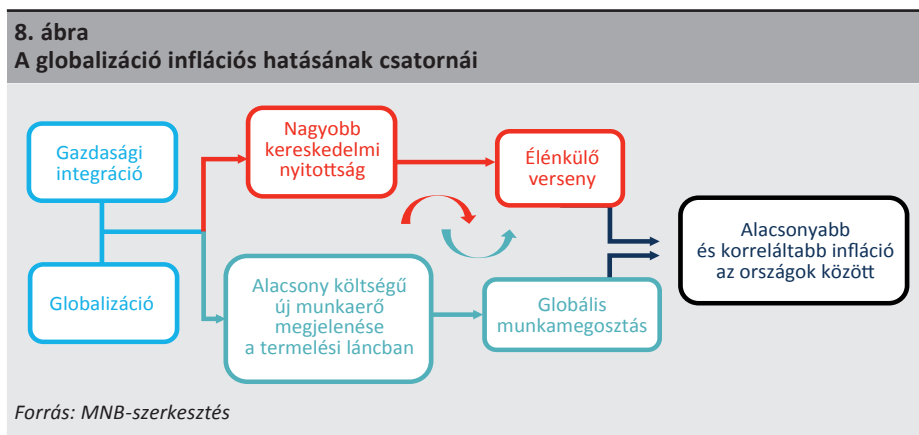 8. ábra
A globalizáció inflációs hatásának csatornái
Gazdasági
integráció
Globalizáció
Nagyobb
kereskedelmi
nyitottság
Élénkülő
verseny
Alacsony költségű
új munkaerő
megjelenése
a termelési láncban
Globális
munkamegosztás
Alacsonyabb
és korreláltabb infláció
az országok között
Forrás: MNB-szerkesztés